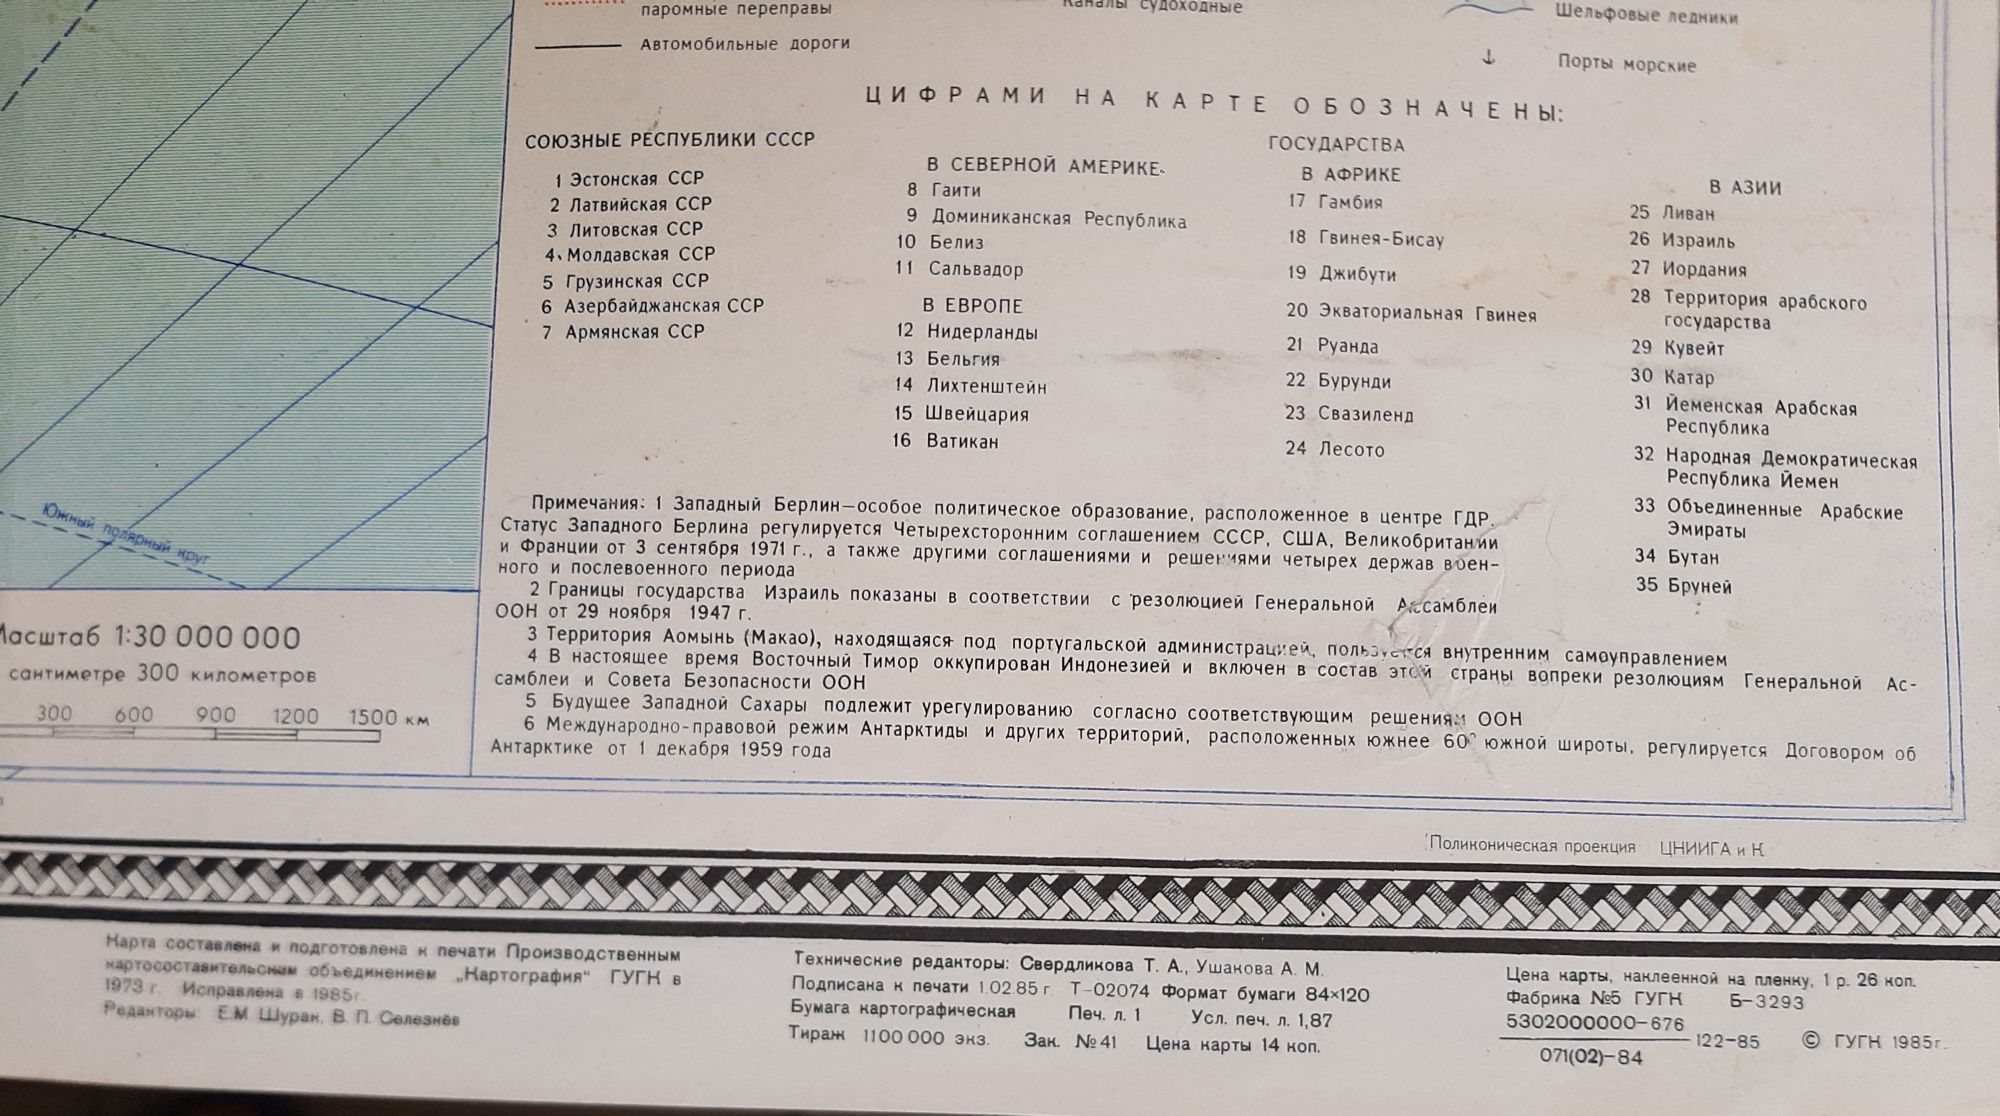 паромные переправы
Каналы судоходные
Шельфовые ледники
Автомобильные дороги
Порты морские
ЦИФРАМИ НА КАРТЕ ОБОЗНАЧЕНЫ:
СОЮЗНЫЕ РЕСПУБЛИКИ СССР
1 Эстонская ССР
2 Латвийская ССР
3 Литовская ССР
4 Молдавская ССР
5 Грузинская ССР
6 Азербайджанская ССР
7 Армянская ССР
ГОСУДАРСТВА
В СЕВЕРНОЙ АМЕРИКЕ
8 Гаити
9 Доминиканская Республика
10 Белиз
11 Сальвадор
В ЕВРОПЕ
12 Нидерланды
13 Бельгия
14 Лихтенштейн
15 Швейцария
16 Ватикан
В АФРИКЕ
17 Гамбия
18 Гвинея-Бисау
19 Джибути
20 Экваториальная Гвинея
21 Руанда
22 Бурунди
23 Свазиленд
24 Лесото
В АЗИИ
25 Ливан
26 Израиль
27 Иордания
28 Территория арабского
государства
29 Кувейт
30 Катар
31 Йеменская Арабская
Республика
32 Народная Демократическая
Республика Йемен
33 Объединенные Арабские
Эмираты
34 Бутан
35 Бруней
Примечания: 1 Западный Берлин—особое политическое образование, расположенное в центре ГДР.
Статус Западного Берлина регулируется Четырехсторонним соглашением СССР, США, Великобритании
и Франции от 3 сентября 1971 г., а также другими соглашениями и решениями четырех держав воен-
ного и послевоенного периода
2 Границы государства Израиль показаны в соответствии с резолюцией Генеральной Ассамблеи
ООН от 29 ноября 1947 г.
3 Территория Аомынь (Макао), находящаяся под португальской администрацией, пользуется внутренним самоуправлением
4 В настоящее время Восточный Тимор оккупирован Индонезией и включен в состав этой страны вопреки резолюциям Генеральной Ас-
самблеи и Совета Безопасности ООН
5 Будущее Западной Сахары подлежит урегулированию согласно соответствующим решениям ООН
6 Международно-правовой режим Антарктиды и других территорий, расположенных южнее 60° южной широты, регулируется Договором об
Антарктике от 1 декабря 1959 года
Южный полярный круг
Масштаб 1:30 000 000
сантиметре 300 километров
300 600 900 1200 1500 км
Поликоническая проекция ЦНИИГА и К
Карта составлена и подготовлена к печати Производственным
картосоставительским объединением „Картография“ ГУГК в
1973 г. Исправлена в 1985г.
Редакторы: Е.М Шуран, В. П. Селезнёв
Технические редакторы: Свердликова Т. А., Ушакова А. М.
Подписана к печати 1.02.85 г. Т-02074 Формат бумаги 84×120
Бумага картографическая Печ. л. 1 Усл. печ. л. 1,87
Тираж 1100 000 экз. Зак. №41 Цена карты 14 коп.
Цена карты, наклеенной на пленку, 1 р. 26 коп.
Фабрика №5 ГУГК Б-3293
5302000000-676
071(02)-84
122-85 © ГУГК 1985г.